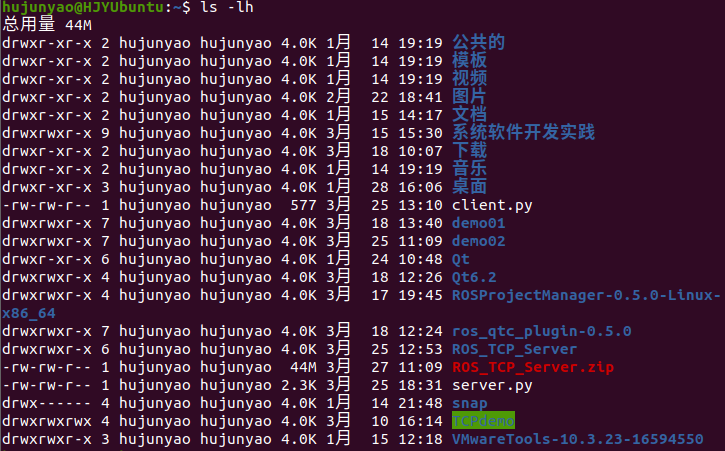 hujunyao@HJYUbuntu:~$ ls -lh
总用量 44M
drwxr-xr-x 2 hujunyao hujunyao 4.0K 1月  14 19:19 公共的
drwxr-xr-x 2 hujunyao hujunyao 4.0K 1月  14 19:19 模板
drwxr-xr-x 2 hujunyao hujunyao 4.0K 1月  14 19:19 视频
drwxr-xr-x 2 hujunyao hujunyao 4.0K 2月  22 18:41 图片
drwxr-xr-x 2 hujunyao hujunyao 4.0K 1月  15 14:17 文档
drwxrwxr-x 9 hujunyao hujunyao 4.0K 3月  15 15:30 系统软件开发实践
drwxr-xr-x 2 hujunyao hujunyao 4.0K 3月  18 10:07 下载
drwxr-xr-x 2 hujunyao hujunyao 4.0K 1月  14 19:19 音乐
drwxr-xr-x 3 hujunyao hujunyao 4.0K 1月  28 16:06 桌面
-rw-rw-r-- 1 hujunyao hujunyao  577 3月  25 13:10 client.py
drwxrwxr-x 7 hujunyao hujunyao 4.0K 3月  18 13:40 demo01
drwxrwxr-x 7 hujunyao hujunyao 4.0K 3月  25 11:09 demo02
drwxrwxr-x 6 hujunyao hujunyao 4.0K 1月  24 10:48 Qt
drwxrwxr-x 4 hujunyao hujunyao 4.0K 3月  18 12:26 Qt6.2
drwxrwxr-x 4 hujunyao hujunyao 4.0K 3月  17 19:45 ROSProjectManager-0.5.0-Linux-
x86_64
drwxrwxr-x 7 hujunyao hujunyao 4.0K 3月  18 12:24 ros_qtc_plugin-0.5.0
drwxrwxr-x 6 hujunyao hujunyao 4.0K 3月  25 12:53 ROS_TCP_Server
-rw-rw-r-- 1 hujunyao hujunyao  44M 3月  27 11:09 ROS_TCP_Server.zip
-rw-rw-r-- 1 hujunyao hujunyao 2.3K 3月  25 18:31 server.py
drwx------ 4 hujunyao hujunyao 4.0K 1月  14 21:48 snap
drwxrwxrwx 4 hujunyao hujunyao 4.0K 3月  10 16:14 TCPdemo
drwxrwxr-x 3 hujunyao hujunyao 4.0K 1月  15 12:18 VMwareTools-10.3.23-16594550